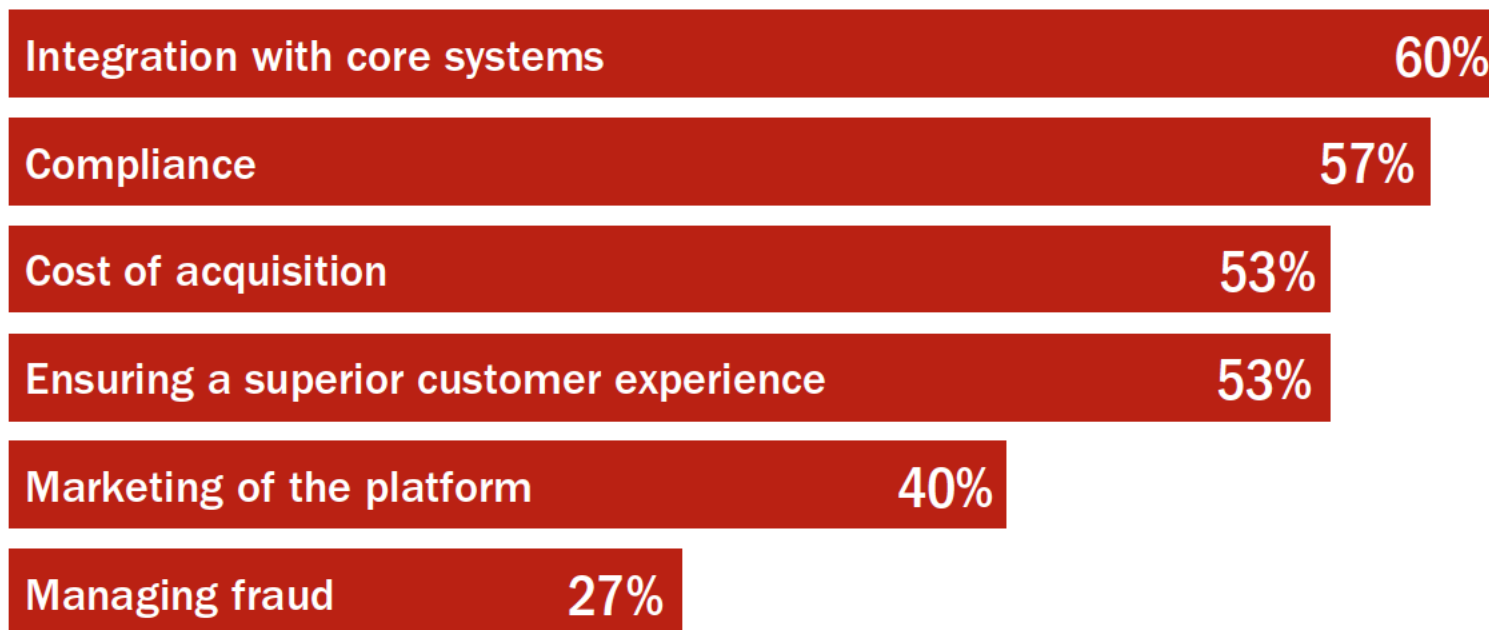 Integration with core systems 60%
Compliance 57%
Cost of acquisition 53%
Ensuring a superior customer experience 53%
Marketing of the platform 40%
Managing fraud 27%